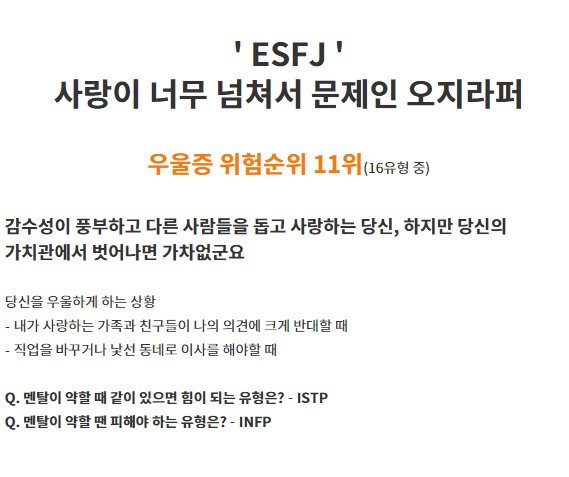 ' ESFJ '
사랑이 너무 넘쳐서 문제인 오지라퍼
우울증 위험순위 11위(16유형 중)
감수성이 풍부하고 다른 사람들을 돕고 사랑하는 당신, 하지만 당신의
가치관에서 벗어나면 가차없군요
당신을 우울하게 하는 상황
- 내가 사랑하는 가족과 친구들이 나의 의견에 크게 반대할 때
- 직업을 바꾸거나 낯선 동네로 이사를 해야할 때
Q. 멘탈이 약할 때 같이 있으면 힘이 되는 유형은? - ISTP
Q. 멘탈이 약할 땐 피해야 하는 유형은? - INFP